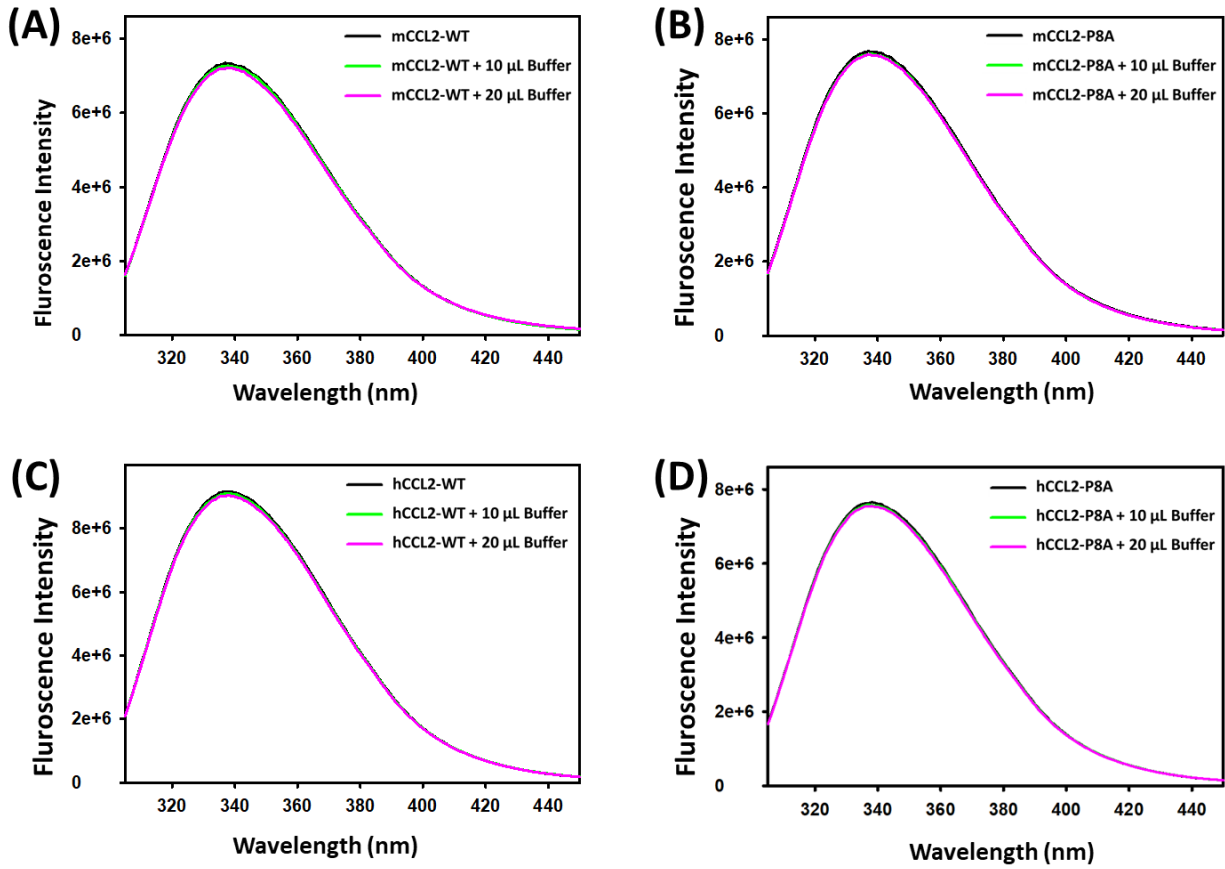 (A)
8e+6
6e+6
4e+6
2e+6
0
Fluroscence Intensity
mCCL2-WT
mCCL2-WT + 10 µL Buffer
mCCL2-WT + 20 µL Buffer
320 340 360 380 400 420 440
Wavelength (nm)
(B)
8e+6
6e+6
4e+6
2e+6
0
Fluroscence Intensity
mCCL2-P8A
mCCL2-P8A + 10 µL Buffer
mCCL2-P8A + 20 µL Buffer
320 340 360 380 400 420 440
Wavelength (nm)
(C)
8e+6
6e+6
4e+6
2e+6
0
Fluroscence Intensity
hCCL2-WT
hCCL2-WT + 10 µL Buffer
hCCL2-WT + 20 µL Buffer
320 340 360 380 400 420 440
Wavelength (nm)
(D)
8e+6
6e+6
4e+6
2e+6
0
Fluroscence Intensity
hCCL2-P8A
hCCL2-P8A + 10 µL Buffer
hCCL2-P8A + 20 µL Buffer
320 340 360 380 400 420 440
Wavelength (nm)